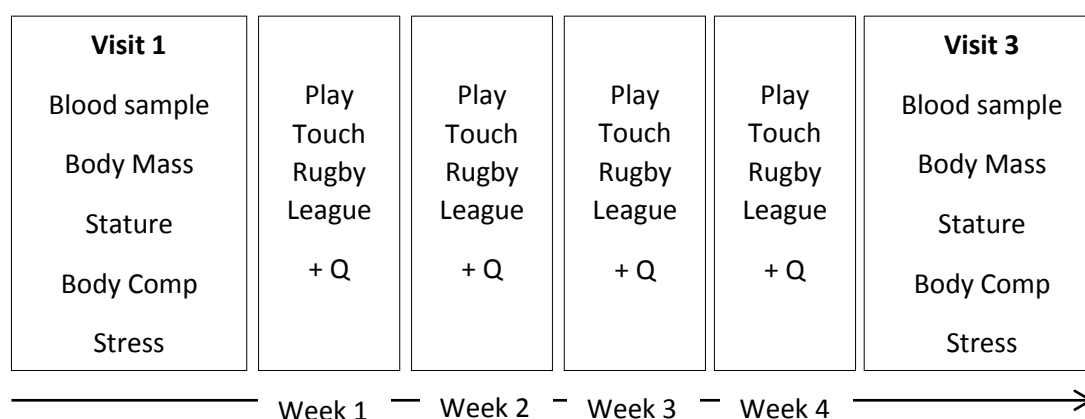 Visit 1
Blood sample
Body Mass
Stature
Body Comp
Stress
Play
Touch
Rugby
League
+ Q
Play
Touch
Rugby
League
+ Q
Play
Touch
Rugby
League
+ Q
Play
Touch
Rugby
League
+ Q
Visit 3
Blood sample
Body Mass
Stature
Body Comp
Stress
Week 1
Week 2
Week 3
Week 4